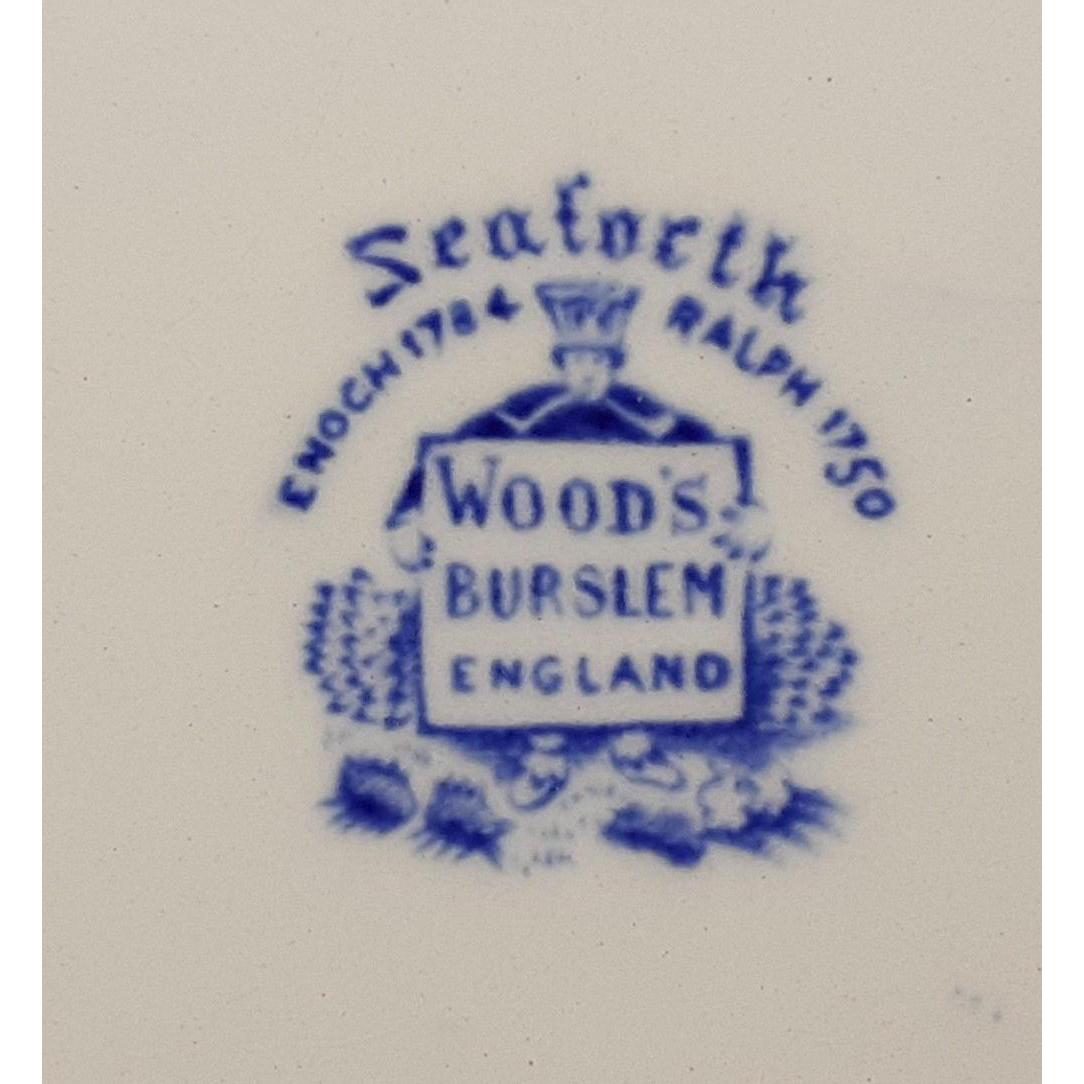 Seaforth
ENOCH 1784 RALPH 1750
WOOD'S
BURSLEM
ENGLAND